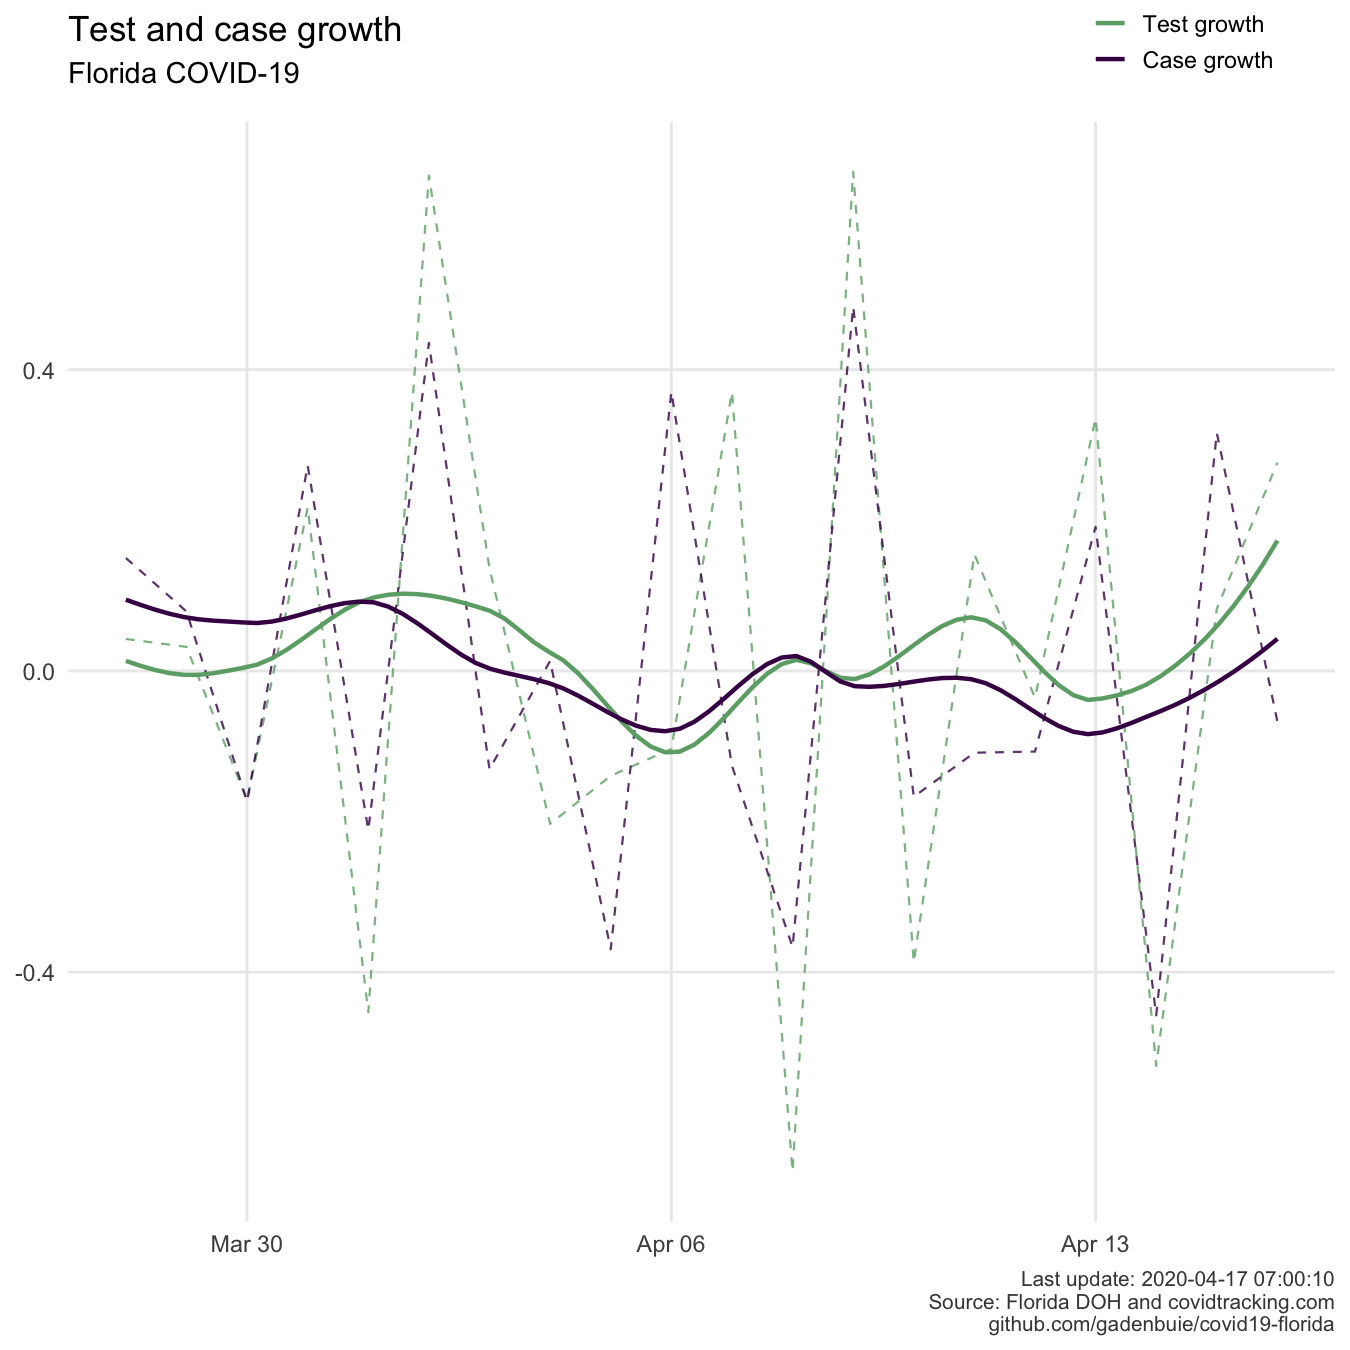 Test and case growth
Florida COVID-19
Test growth
Case growth
0.4
0.0
-0.4
Mar 30
Apr 06
Apr 13
Last update: 2020-04-17 07:00:10
Source: Florida DOH and covidtracking.com
github.com/gadenbuie/covid19-florida